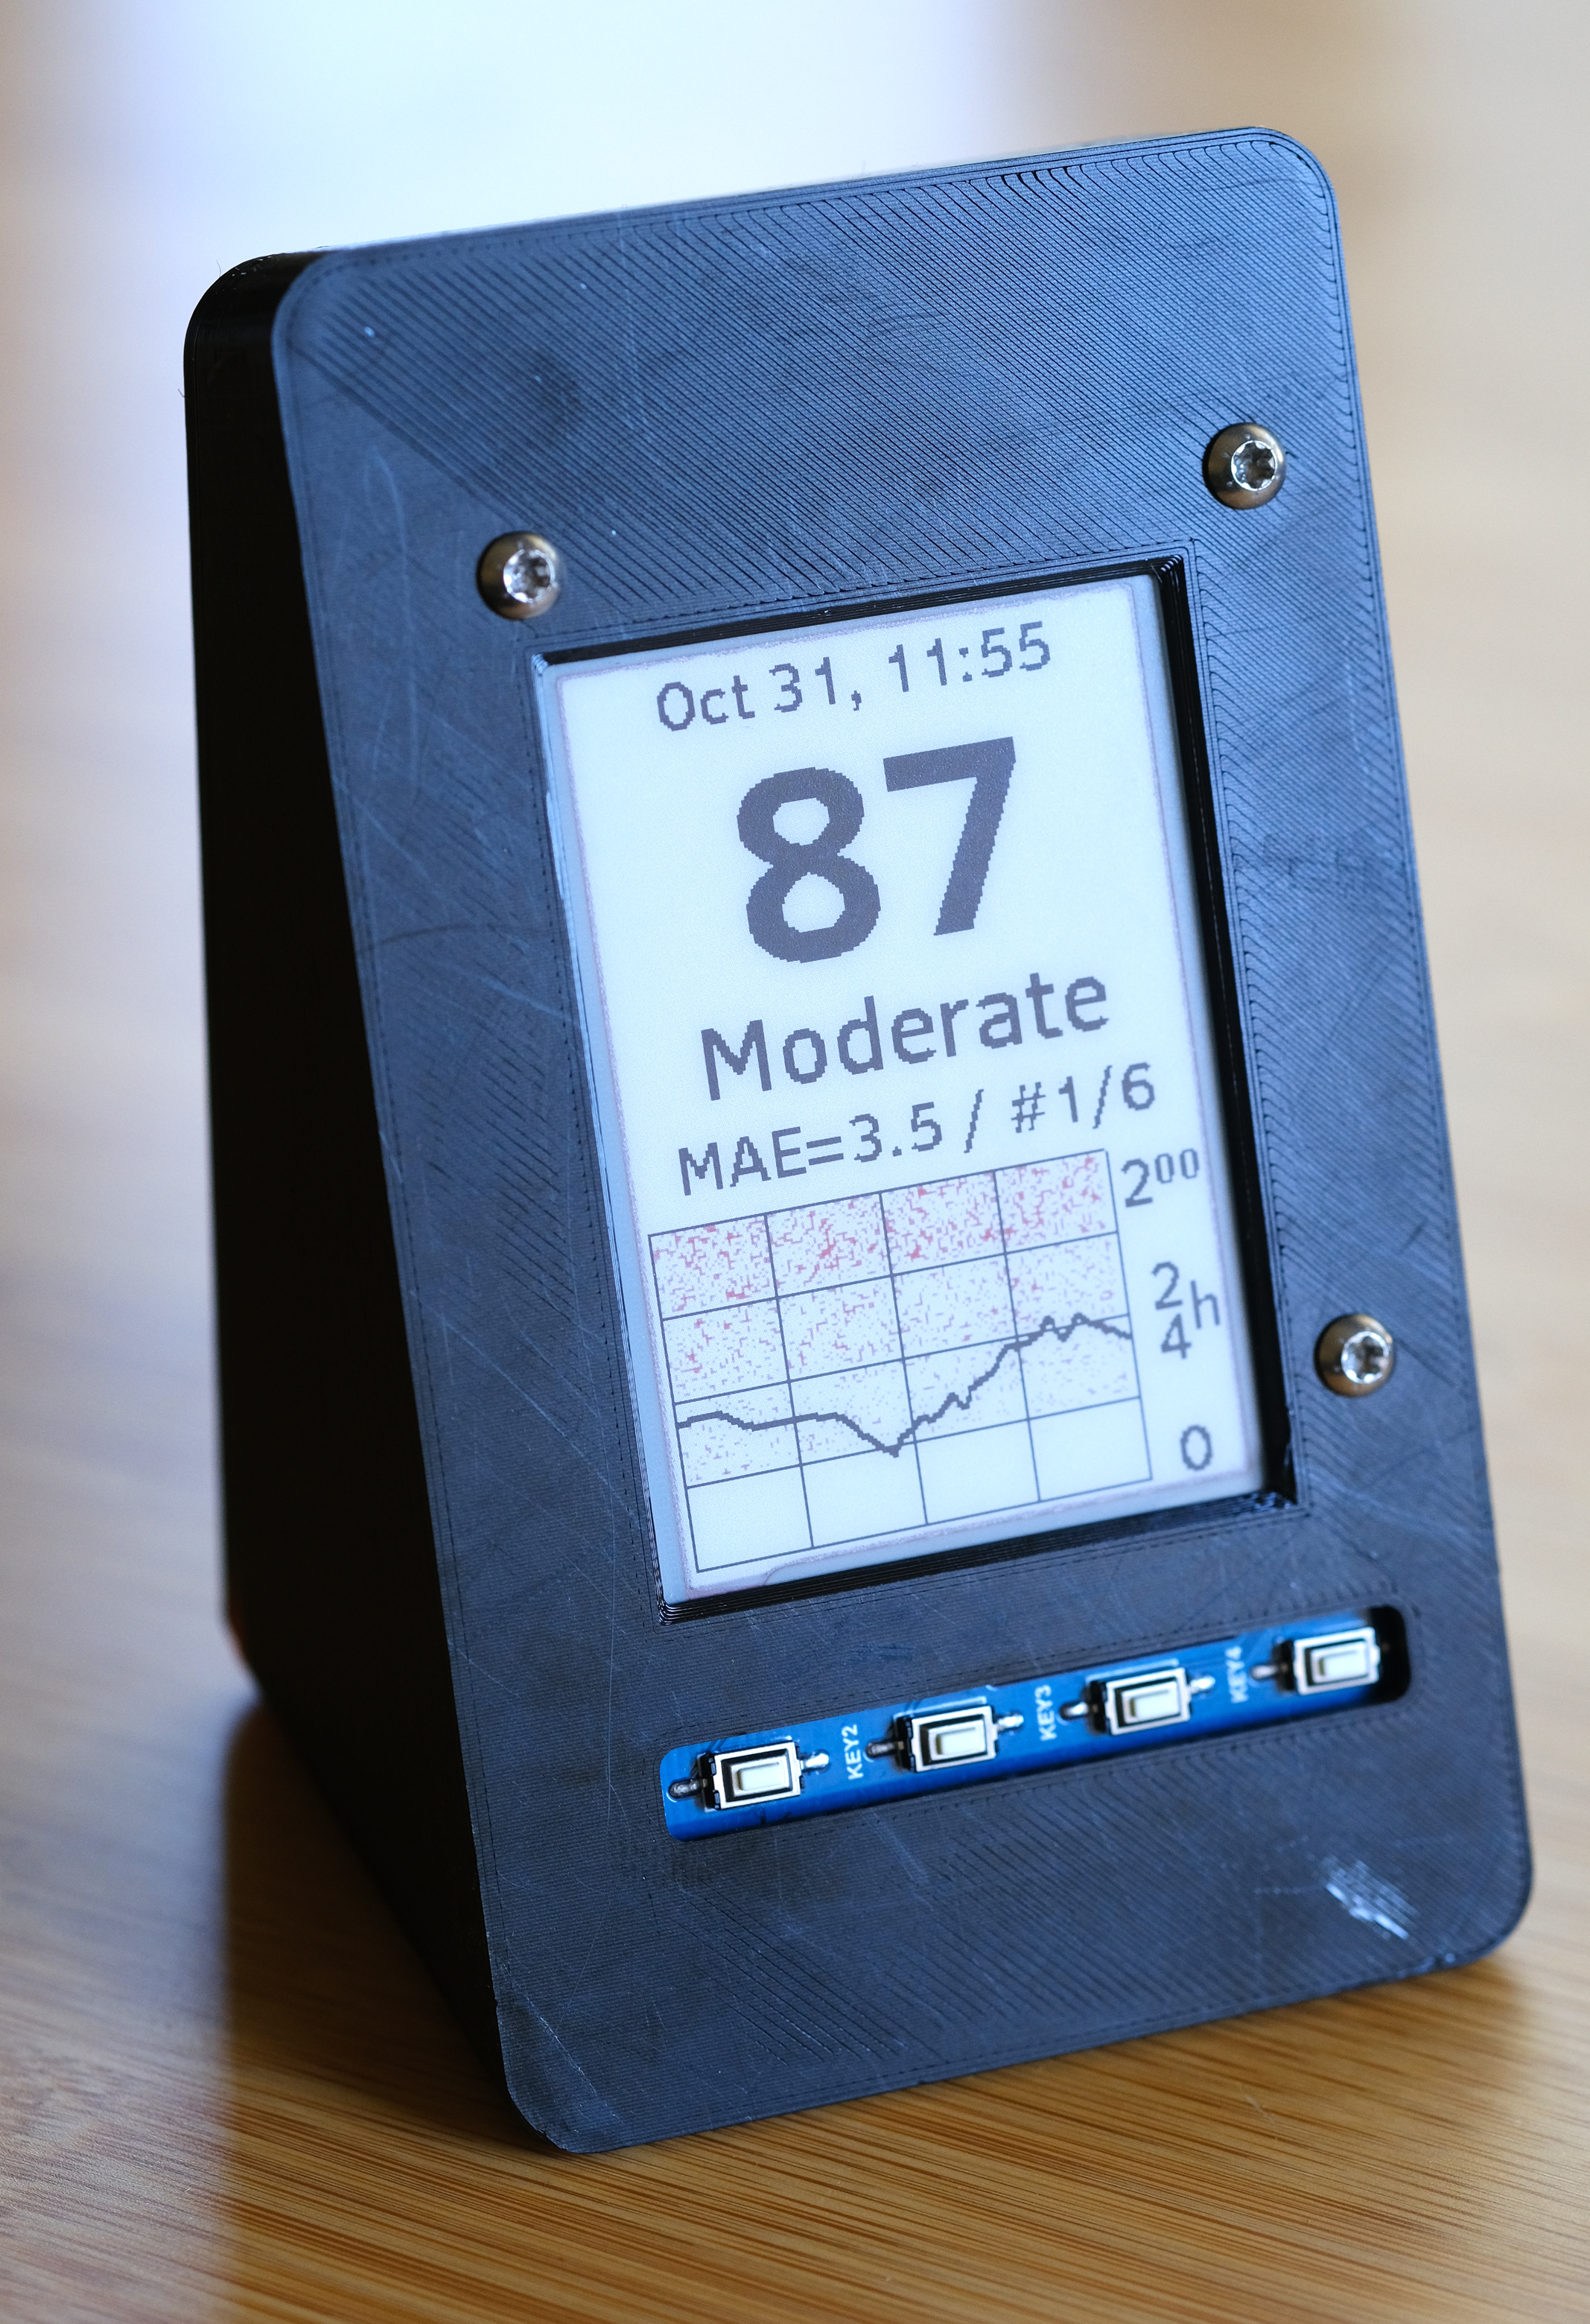 Oct 31, 11:55
87
Moderate
MAE=3.5 / #1/6
200
24h
0
KEY2
KEY3
KEY4